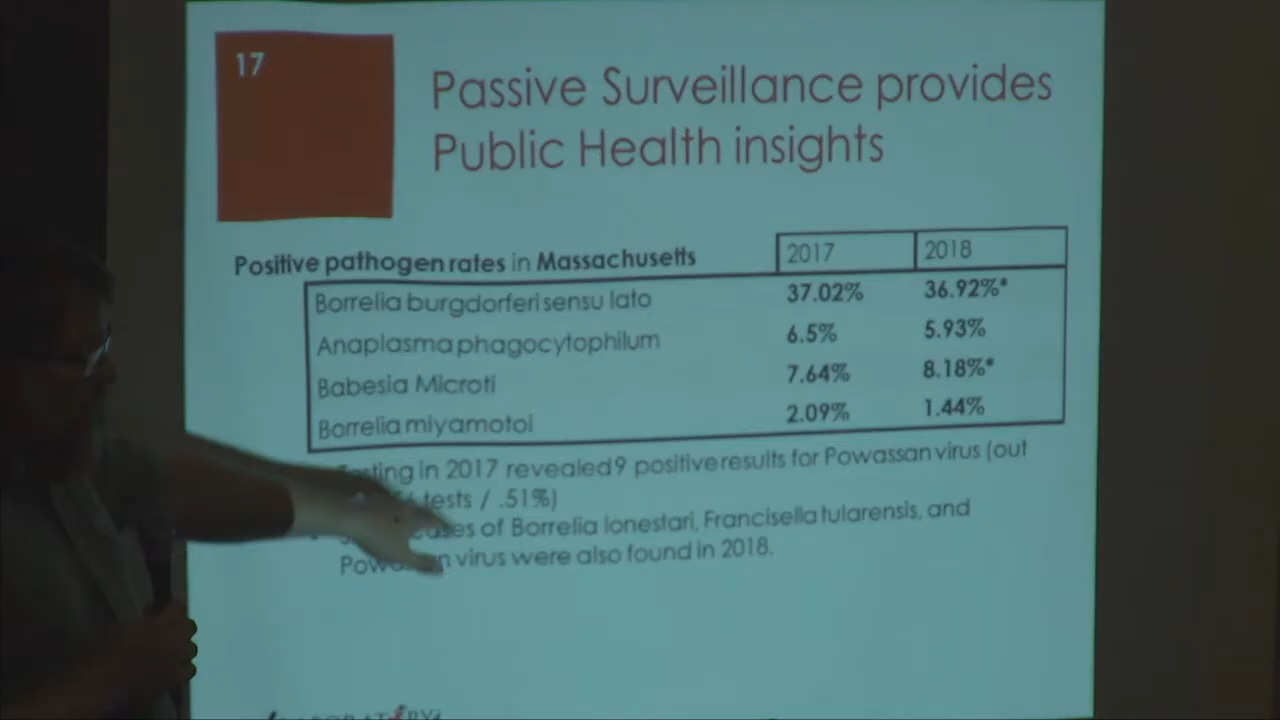 17
Passive Surveillance provides
Public Health insights
Positive pathogen rates in Massachusetts 2017 2018
Borrelia burgdorferi sensu lato 37.02% 36.92%*
Anaplasma phagocytophilum 6.5% 5.93%
Babesia Microti 7.64% 8.18%*
Borrelia miyamotoi 2.09% 1.44%
in 2017 revealed 9 positive results for Powassan virus (out
tests / .51%)
of Borrelia lonestari, Francisella tularensis, and
virus were also found in 2018.